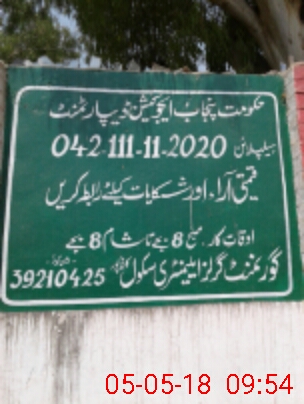 حکومت پنجاب ایجوکیشن ڈیپارٹمنٹ
ہیلپ لائن 042-111-11-2020
قیمتی آراء اور شکایات کیلئے رابطہ کریں
اوقات کار صبح 8 بجے تا شام 8 بجے
گورنمنٹ گرلز ایلیمنٹری سکول 39210425
05-05-18 09:54